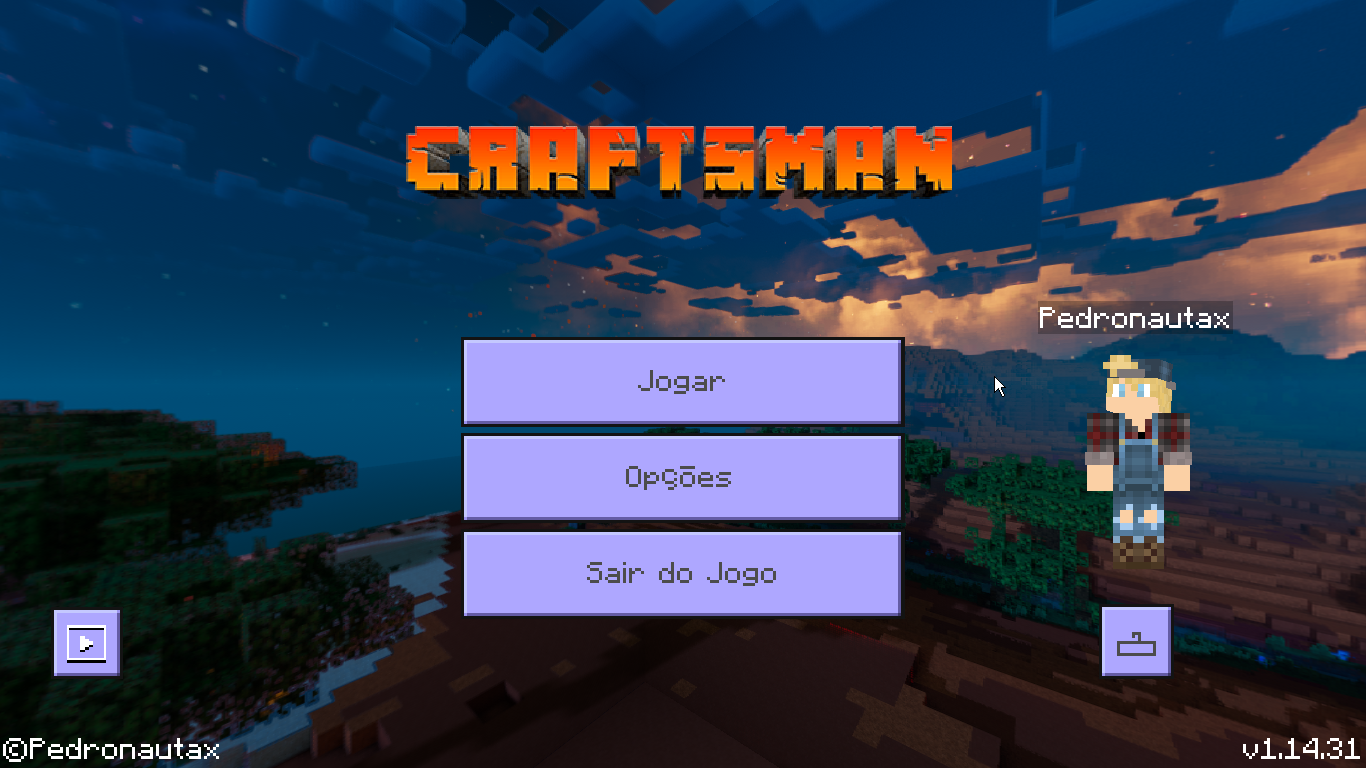 CRAFTSMAN
Pedronautax
Jogar
Opções
Sair do Jogo
©Pedronautax
v1.14.31